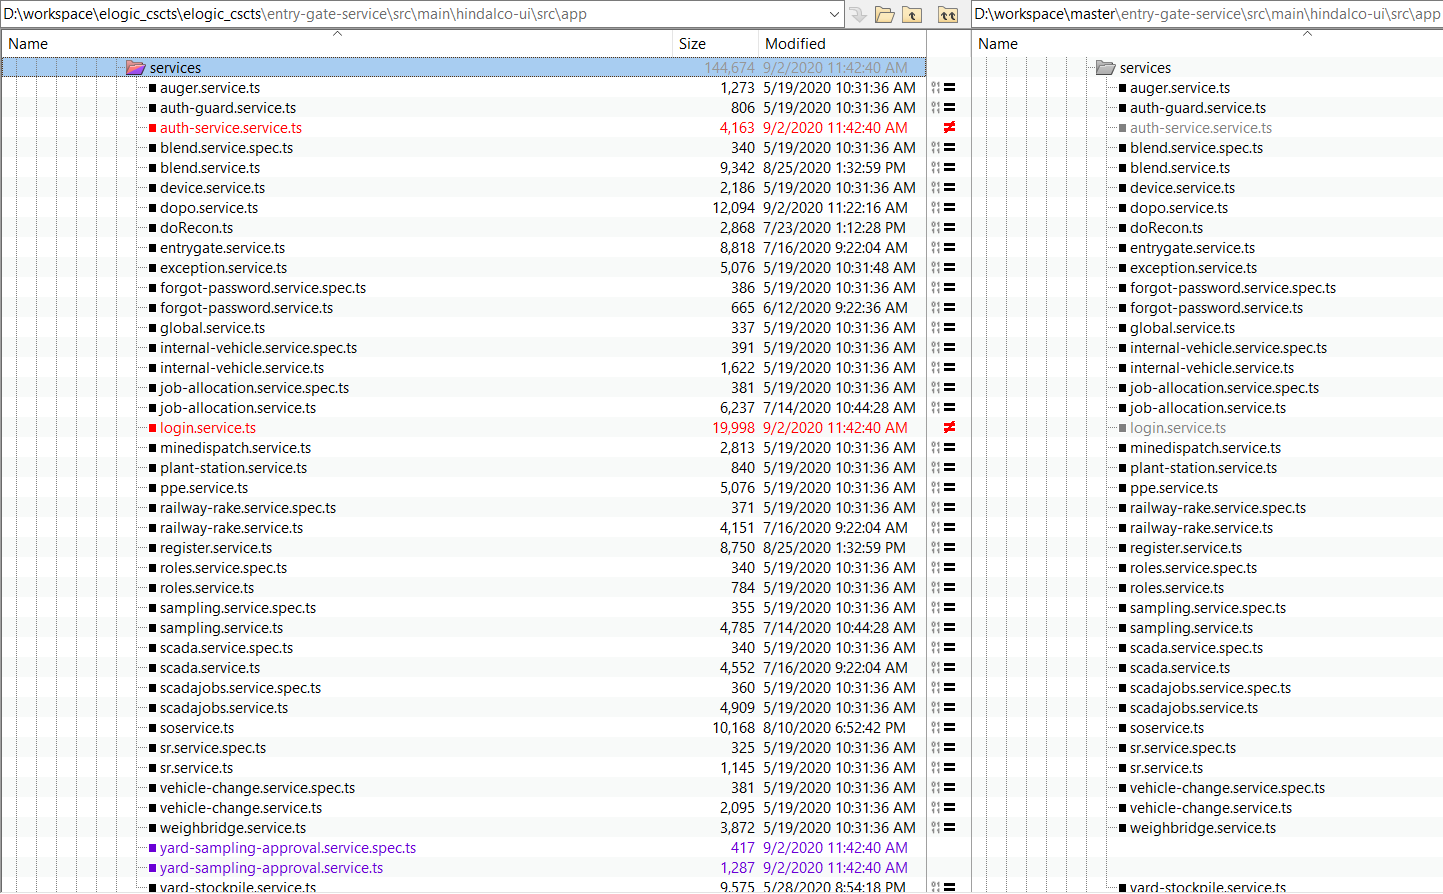 D:\workspace\elogic_cscts\elogic_cscts\entry-gate-service\src\main\hindalco-ui\src\app D:\workspace\master\entry-gate-service\src\main\hindalco-ui\src\app
Name Size Modified Name
services 144,674 9/2/2020 11:42:40 AM services
auger.service.ts 1,273 5/19/2020 10:31:36 AM = auger.service.ts
auth-guard.service.ts 806 5/19/2020 10:31:36 AM = auth-guard.service.ts
auth-service.service.ts 4,163 9/2/2020 11:42:40 AM ≠ auth-service.service.ts
blend.service.spec.ts 340 5/19/2020 10:31:36 AM = blend.service.spec.ts
blend.service.ts 9,342 8/25/2020 1:32:59 PM = blend.service.ts
device.service.ts 2,186 5/19/2020 10:31:36 AM = device.service.ts
dopo.service.ts 12,094 9/2/2020 11:22:16 AM = dopo.service.ts
doRecon.ts 2,868 7/23/2020 1:12:28 PM = doRecon.ts
entrygate.service.ts 8,818 7/16/2020 9:22:04 AM = entrygate.service.ts
exception.service.ts 5,076 5/19/2020 10:31:48 AM = exception.service.ts
forgot-password.service.spec.ts 386 5/19/2020 10:31:36 AM = forgot-password.service.spec.ts
forgot-password.service.ts 665 6/12/2020 9:22:36 AM = forgot-password.service.ts
global.service.ts 337 5/19/2020 10:31:36 AM = global.service.ts
internal-vehicle.service.spec.ts 391 5/19/2020 10:31:36 AM = internal-vehicle.service.spec.ts
internal-vehicle.service.ts 1,622 5/19/2020 10:31:36 AM = internal-vehicle.service.ts
job-allocation.service.spec.ts 381 5/19/2020 10:31:36 AM = job-allocation.service.spec.ts
job-allocation.service.ts 6,237 7/14/2020 10:44:28 AM = job-allocation.service.ts
login.service.ts 19,998 9/2/2020 11:42:40 AM ≠ login.service.ts
minedispatch.service.ts 2,813 5/19/2020 10:31:36 AM = minedispatch.service.ts
plant-station.service.ts 840 5/19/2020 10:31:36 AM = plant-station.service.ts
ppe.service.ts 5,076 5/19/2020 10:31:36 AM = ppe.service.ts
railway-rake.service.spec.ts 371 5/19/2020 10:31:36 AM = railway-rake.service.spec.ts
railway-rake.service.ts 4,151 7/16/2020 9:22:04 AM = railway-rake.service.ts
register.service.ts 8,750 8/25/2020 1:32:59 PM = register.service.ts
roles.service.spec.ts 340 5/19/2020 10:31:36 AM = roles.service.spec.ts
roles.service.ts 784 5/19/2020 10:31:36 AM = roles.service.ts
sampling.service.spec.ts 355 5/19/2020 10:31:36 AM = sampling.service.spec.ts
sampling.service.ts 4,785 7/14/2020 10:44:28 AM = sampling.service.ts
scada.service.spec.ts 340 5/19/2020 10:31:36 AM = scada.service.spec.ts
scada.service.ts 4,552 7/16/2020 9:22:04 AM = scada.service.ts
scadajobs.service.spec.ts 360 5/19/2020 10:31:36 AM = scadajobs.service.spec.ts
scadajobs.service.ts 4,909 5/19/2020 10:31:36 AM = scadajobs.service.ts
soservice.ts 10,168 8/10/2020 6:52:42 PM = soservice.ts
sr.service.spec.ts 325 5/19/2020 10:31:36 AM = sr.service.spec.ts
sr.service.ts 1,145 5/19/2020 10:31:36 AM = sr.service.ts
vehicle-change.service.spec.ts 381 5/19/2020 10:31:36 AM = vehicle-change.service.spec.ts
vehicle-change.service.ts 2,095 5/19/2020 10:31:36 AM = vehicle-change.service.ts
weighbridge.service.ts 3,872 5/19/2020 10:31:36 AM = weighbridge.service.ts
yard-sampling-approval.service.spec.ts 417 9/2/2020 11:42:40 AM
yard-sampling-approval.service.ts 1,287 9/2/2020 11:42:40 AM
yard-stockpile.service.ts 9,575 5/28/2020 8:54:18 PM = yard-stockpile.service.ts